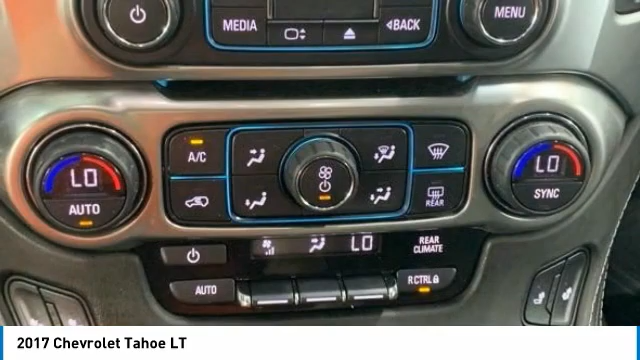 MEDIA
BACK
MENU
A/C
REAR
LO
AUTO
LO
SYNC
LO
REAR
CLIMATE
AUTO
R CTRL
2017 Chevrolet Tahoe LT